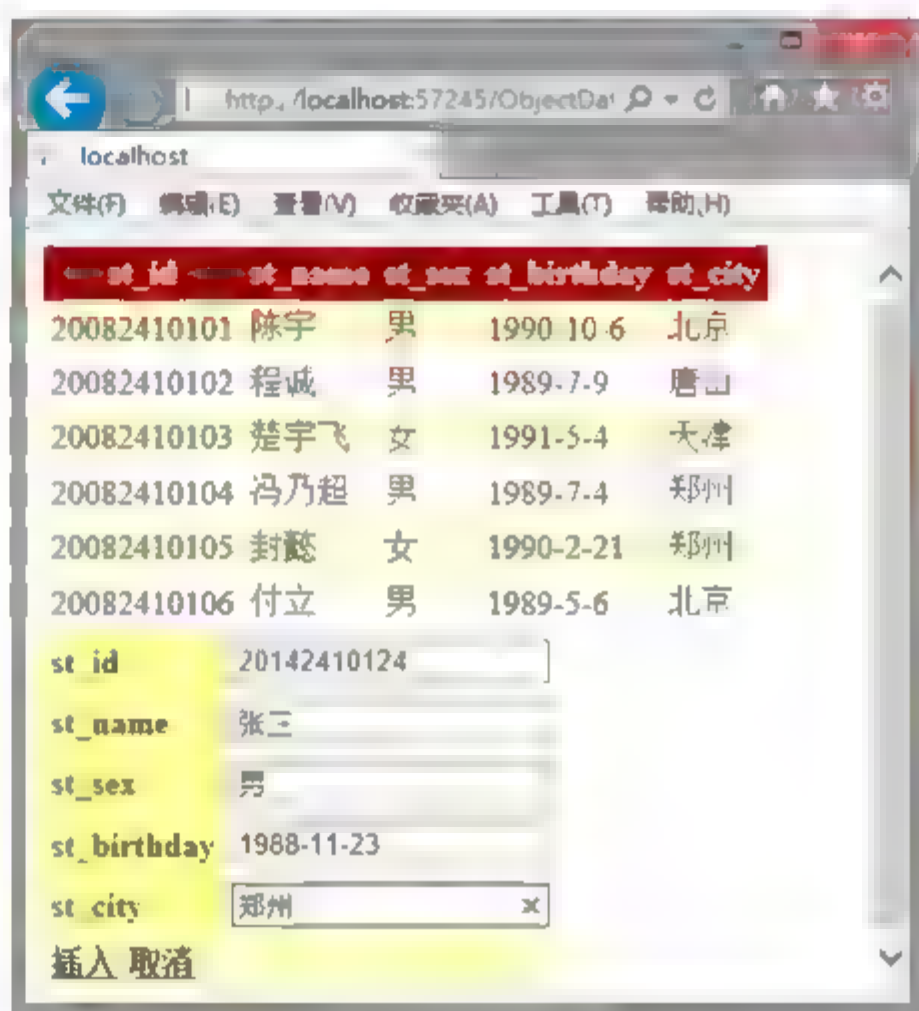 http://localhost:57245/ObjectDat
localhost
文件(F) 编辑(E) 查看(V) 收藏夹(A) 工具(T) 帮助(H)
st_id st_name st_sex st_birthday st_city
20082410101 陈宇 男 1990-10-6 北京
20082410102 程诚 男 1989-7-9 唐山
20082410103 楚宇飞 女 1991-5-4 天津
20082410104 冯乃超 男 1989-7-4 郑州
20082410105 封懿 女 1990-2-21 郑州
20082410106 付立 男 1989-5-6 北京
st_id 20142410124
st_name 张三
st_sex 男
st_birthday 1988-11-23
st_city 郑州
插入 取消